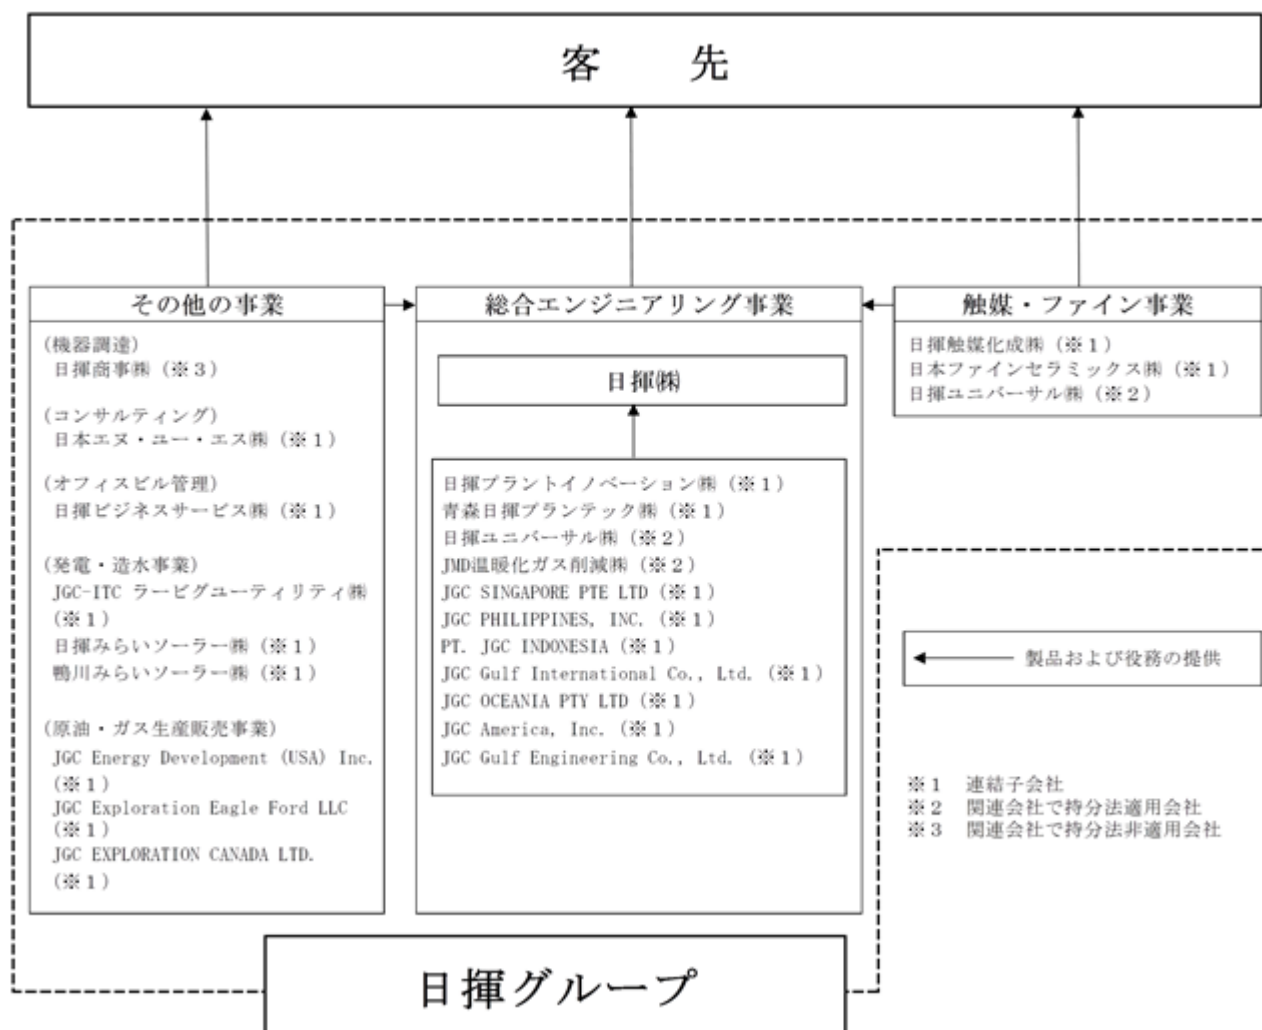 客　先
その他の事業
(機器調達)
日揮商事㈱(※3)
(コンサルティング)
日本エヌ・ユー・エス㈱(※1)
(オフィスビル管理)
日揮ビジネスサービス㈱(※1)
(発電・造水事業)
JGC-ITC ラービグユーティリティ㈱
(※1)
日揮みらいソーラー㈱(※1)
鴨川みらいソーラー㈱(※1)
(原油・ガス生産販売事業)
JGC Energy Development (USA) Inc.
(※1)
JGC Exploration Eagle Ford LLC
(※1)
JGC EXPLORATION CANADA LTD.
(※1)
総合エンジニアリング事業
日揮㈱
日揮プラントイノベーション㈱(※1)
青森日揮プランテック㈱(※1)
日揮ユニバーサル㈱(※2)
JMD温暖化ガス削減㈱(※2)
JGC SINGAPORE PTE LTD(※1)
JGC PHILIPPINES, INC.(※1)
PT. JGC INDONESIA(※1)
JGC Gulf International Co., Ltd.(※1)
JGC OCEANIA PTY LTD(※1)
JGC America, Inc.(※1)
JGC Gulf Engineering Co., Ltd.(※1)
触媒・ファイン事業
日揮触媒化成㈱(※1)
日本ファインセラミックス㈱(※1)
日揮ユニバーサル㈱(※2)
製品および役務の提供
※1　連結子会社
※2　関連会社で持分法適用会社
※3　関連会社で持分法非適用会社
日揮グループ